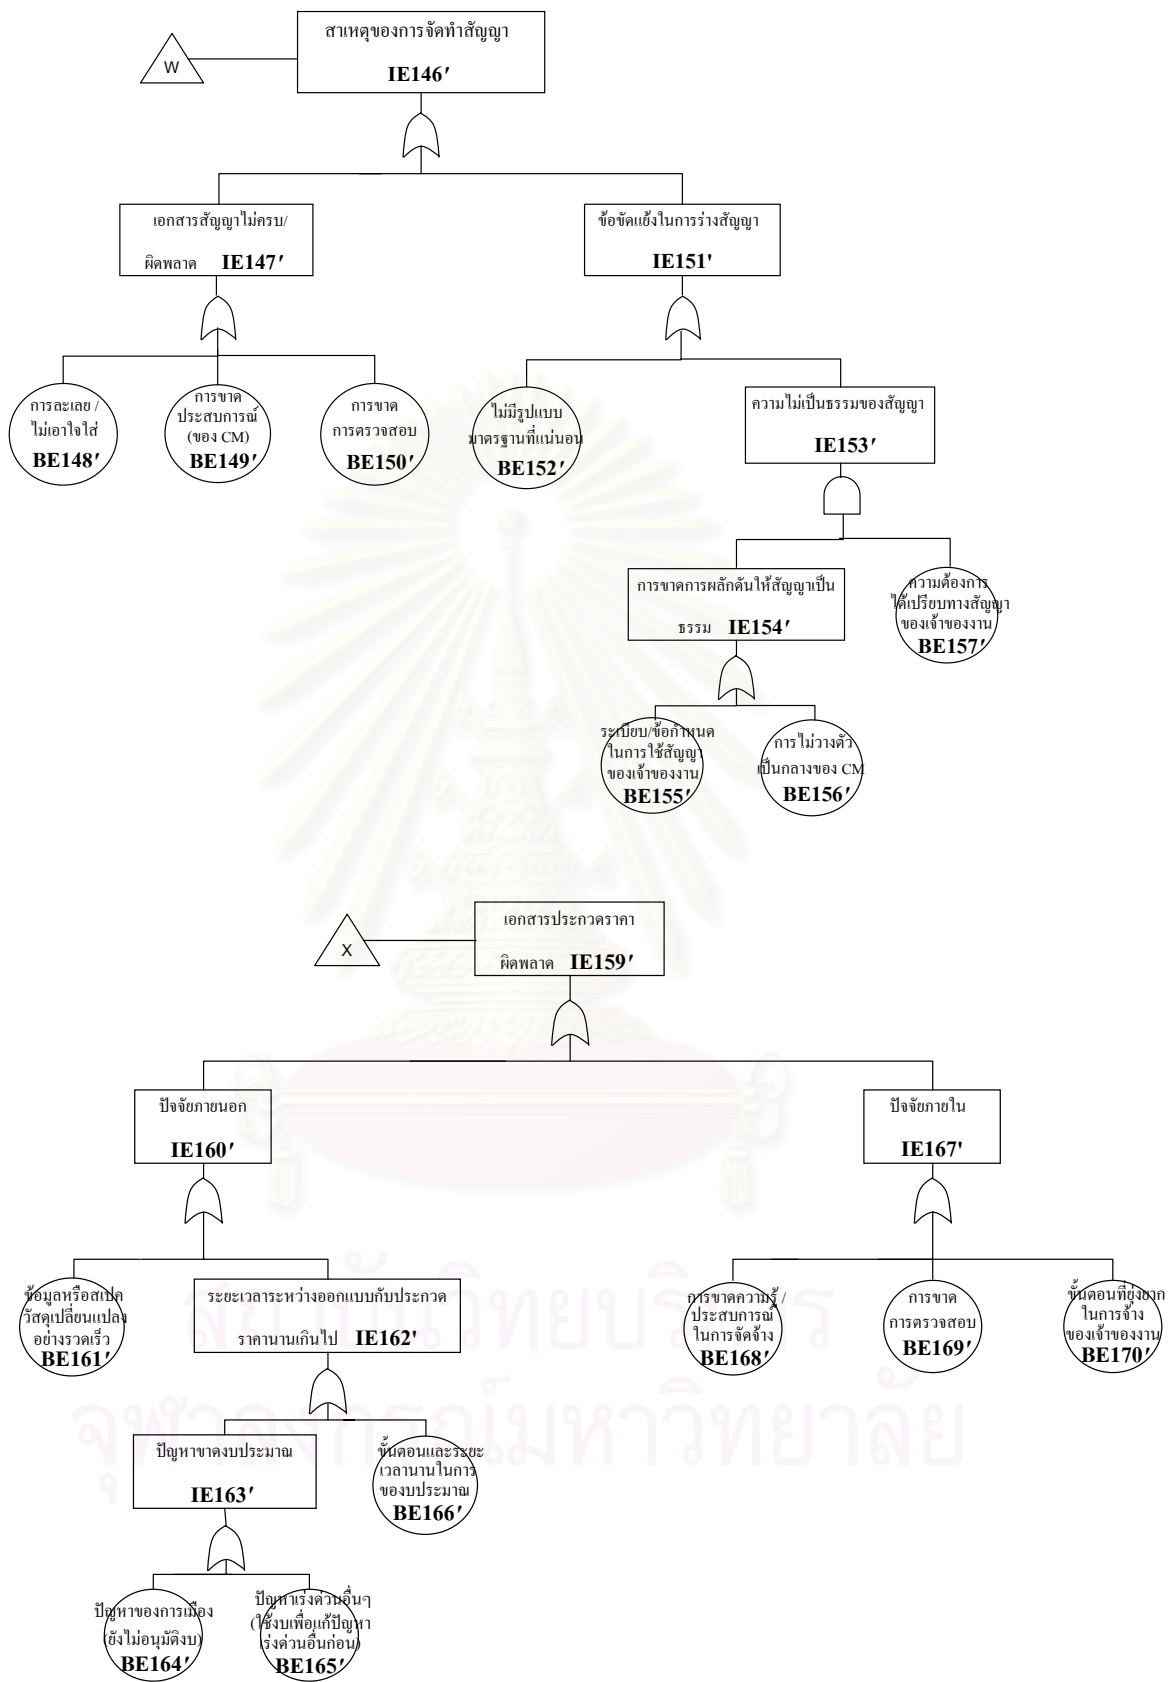 สาเหตุของการจัดทำสัญญา
W
IE146′
เอกสารสัญญาไม่ครบ/
ผิดพลาด IE147′
ข้อขัดแย้งในการร่างสัญญา
IE151'
การละเลย /
ไม่เอาใจใส่
BE148′
การขาด
ประสบการณ์
(ของ CM)
BE149′
การขาด
การตรวจสอบ
BE150′
ไม่มีรูปแบบ
มาตรฐานที่แน่นอน
BE152′
ความไม่เป็นธรรมของสัญญา
IE153′
การขาดการผลักดันให้สัญญาเป็น
ธรรม IE154′
ความต้องการ
ได้เปรียบทางสัญญา
ของเจ้าของงาน
BE157′
ระเบียบ/ข้อกำหนด
ในการใช้สัญญา
ของเจ้าของงาน
BE155′
การไม่วางตัว
เป็นกลางของ CM
BE156′
เอกสารประกวดราคา
X
ผิดพลาด IE159′
ปัจจัยภายนอก
IE160′
ปัจจัยภายใน
IE167'
ข้อมูลหรือสเปค
วัสดุเปลี่ยนแปลง
อย่างรวดเร็ว
BE161′
ระยะเวลาระหว่างออกแบบกับประกวด
ราคานานเกินไป IE162'
การขาดความรู้ /
ประสบการณ์
ในการจัดจ้าง
BE168′
การขาด
การตรวจสอบ
BE169′
ขั้นตอนที่ยุ่งยาก
ในการจ้าง
ของเจ้าของงาน
BE170′
ปัญหาขาดงบประมาณ
IE163′
ขั้นตอนและระยะ
เวลานานในการ
ของบประมาณ
BE166′
ปัญหาของการเมือง
(ยังไม่อนุมัติงบ)
BE164′
ปัญหาเร่งด่วนอื่นๆ
(ใช้งบเพื่อแก้ปัญหา
เร่งด่วนอื่นก่อน)
BE165′
สถาบันวิทยบริการ
จุฬาลงกรณ์มหาวิทยาลัย